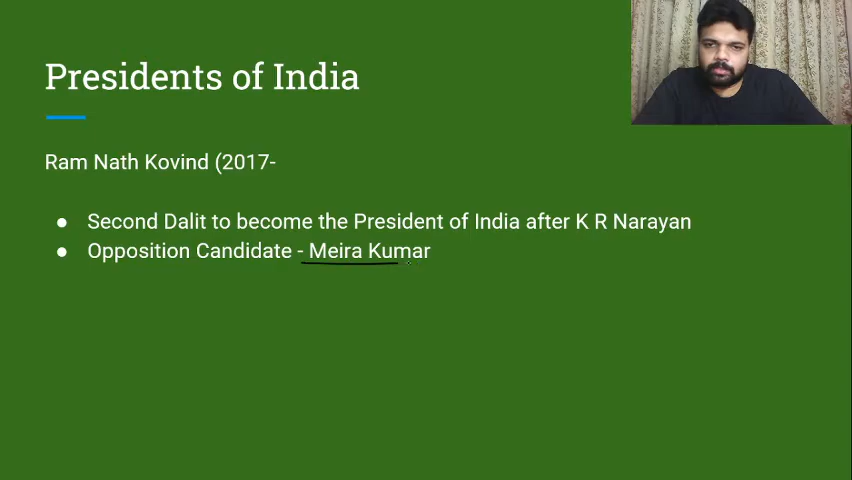 Presidents of India
Ram Nath Kovind (2017-
● Second Dalit to become the President of India after K R Narayan
● Opposition Candidate - Meira Kumar